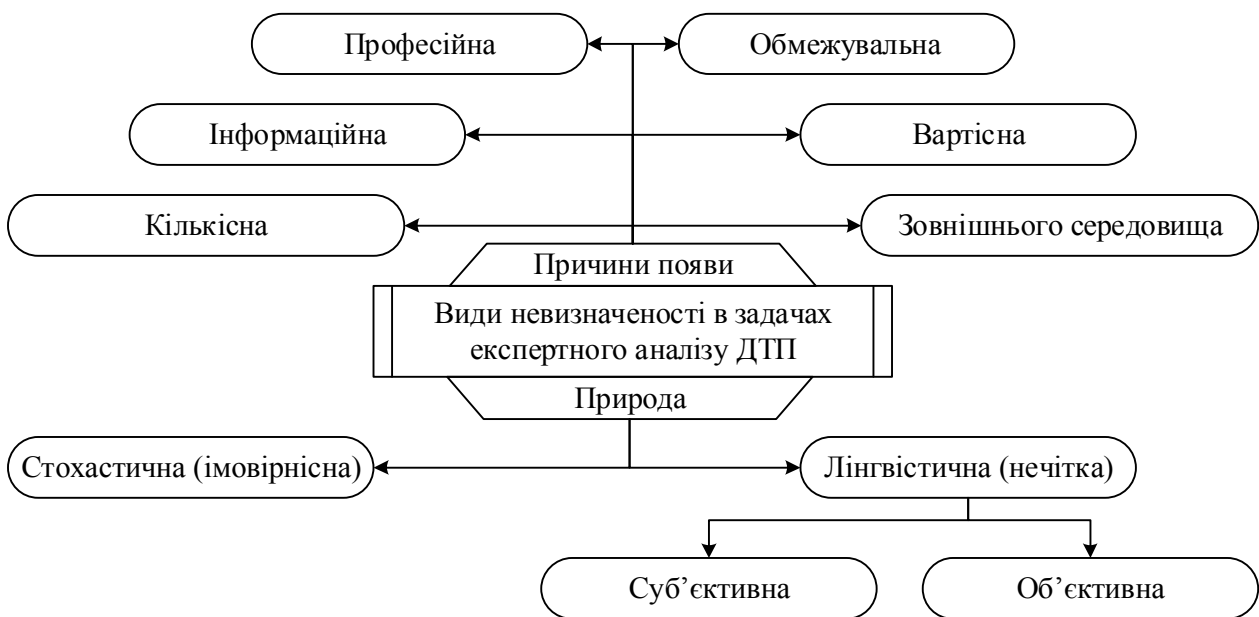 Професійна
Обмежувальна
Інформаційна
Вартісна
Кількісна
Зовнішнього середовища
Причини появи
Види невизначеності в задачах
експертного аналізу ДТП
Природа
Стохастична (імовірнісна)
Лінгвістична (нечітка)
Суб’єктивна
Об’єктивна